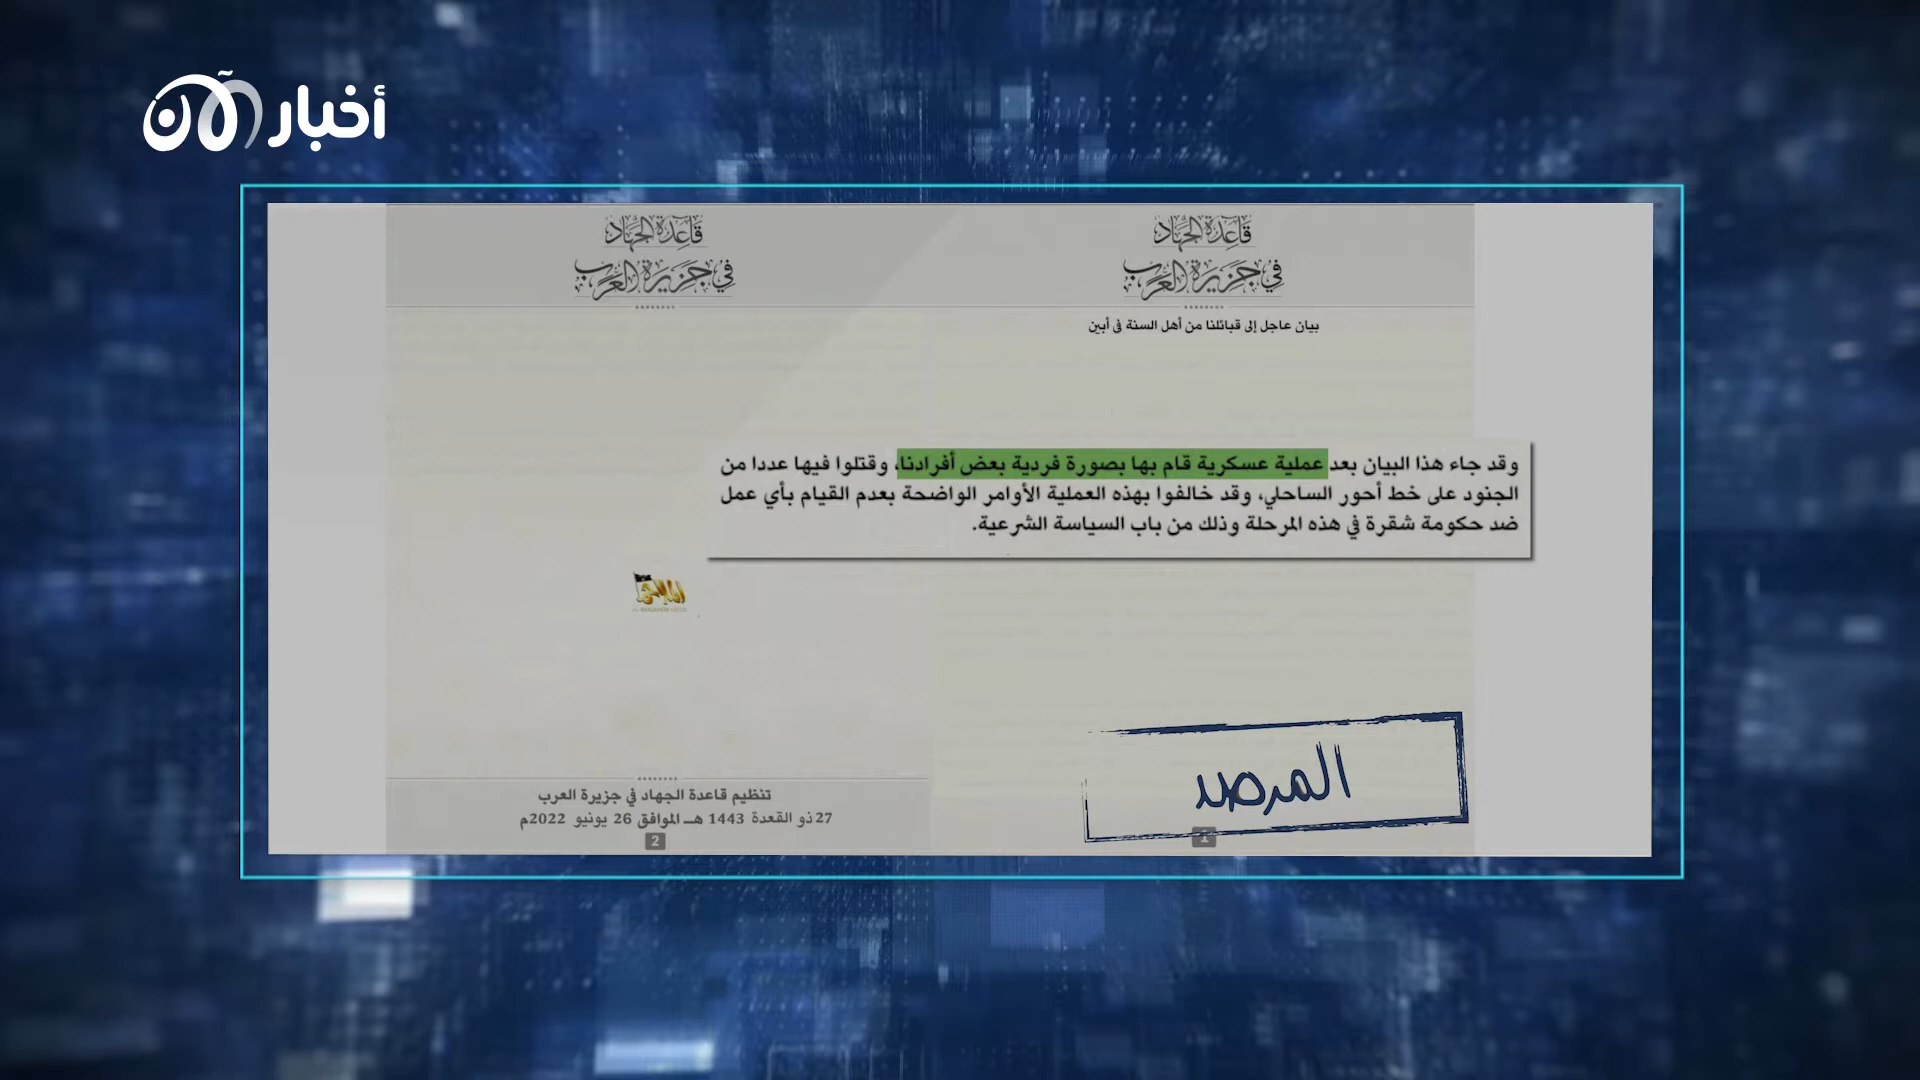 أخبار الآن
قاعدة الجهاد
في جزيرة العرب
بيان عاجل إلى قبائلنا من أهل السنة في أبين
وقد جاء هذا البيان بعد عملية عسكرية قام بها بصورة فردية بعض أفرادنا، وقتلوا فيها عددا من
الجنود على خط أحور الساحلي، وقد خالفوا بهذه العملية الأوامر الواضحة بعدم القيام بأي عمل
ضد حكومة شقرة في هذه المرحلة وذلك من باب السياسة الشرعية.
المرصد
1
قاعدة الجهاد
في جزيرة العرب
الملاحم
تنظيم قاعدة الجهاد في جزيرة العرب
27 ذو القعدة 1443 هـ الموافق 26 يونيو 2022م
2